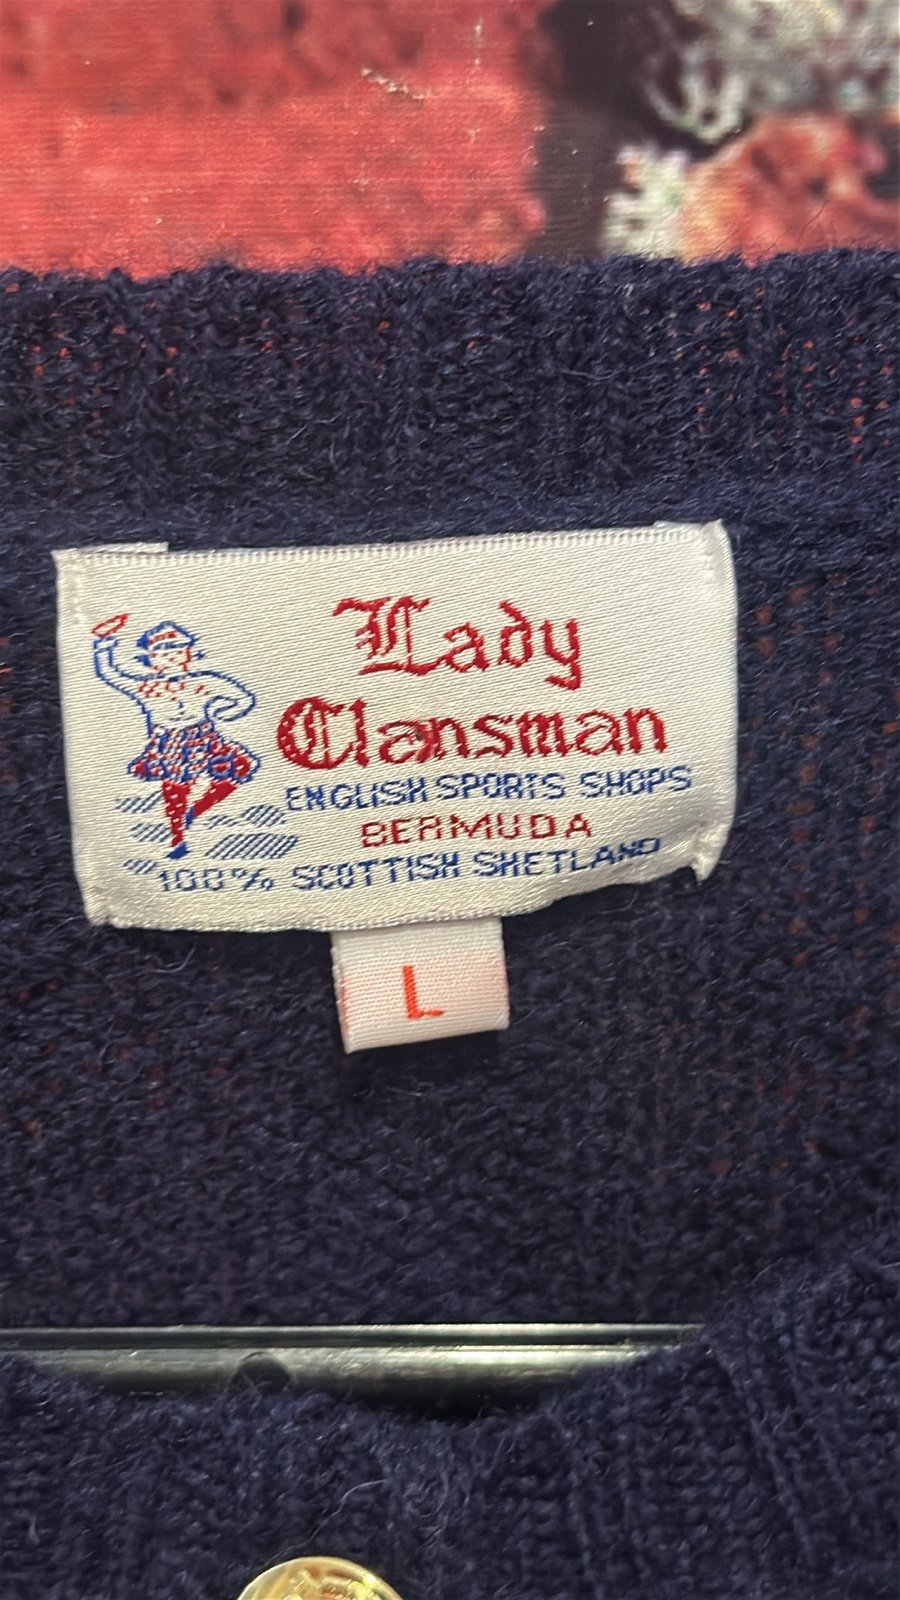 Lady
Clansman
ENGLISH SPORTS SHOPS
BERMUDA
100% SCOTTISH SHETLAND
L